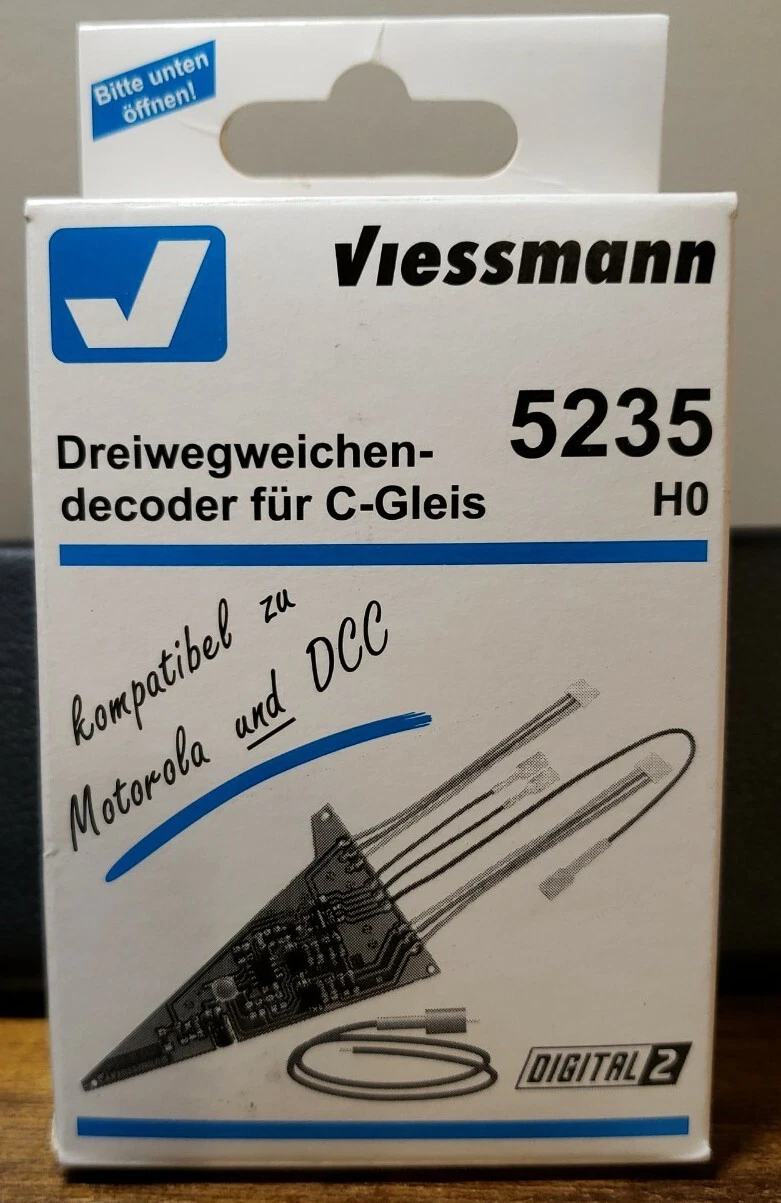 Bitte unten
öffnen!
Viessmann
5235
Dreiwegweichen-
decoder für C-Gleis
H0
kompatibel zu
Motorola und DCC
DIGITAL 2